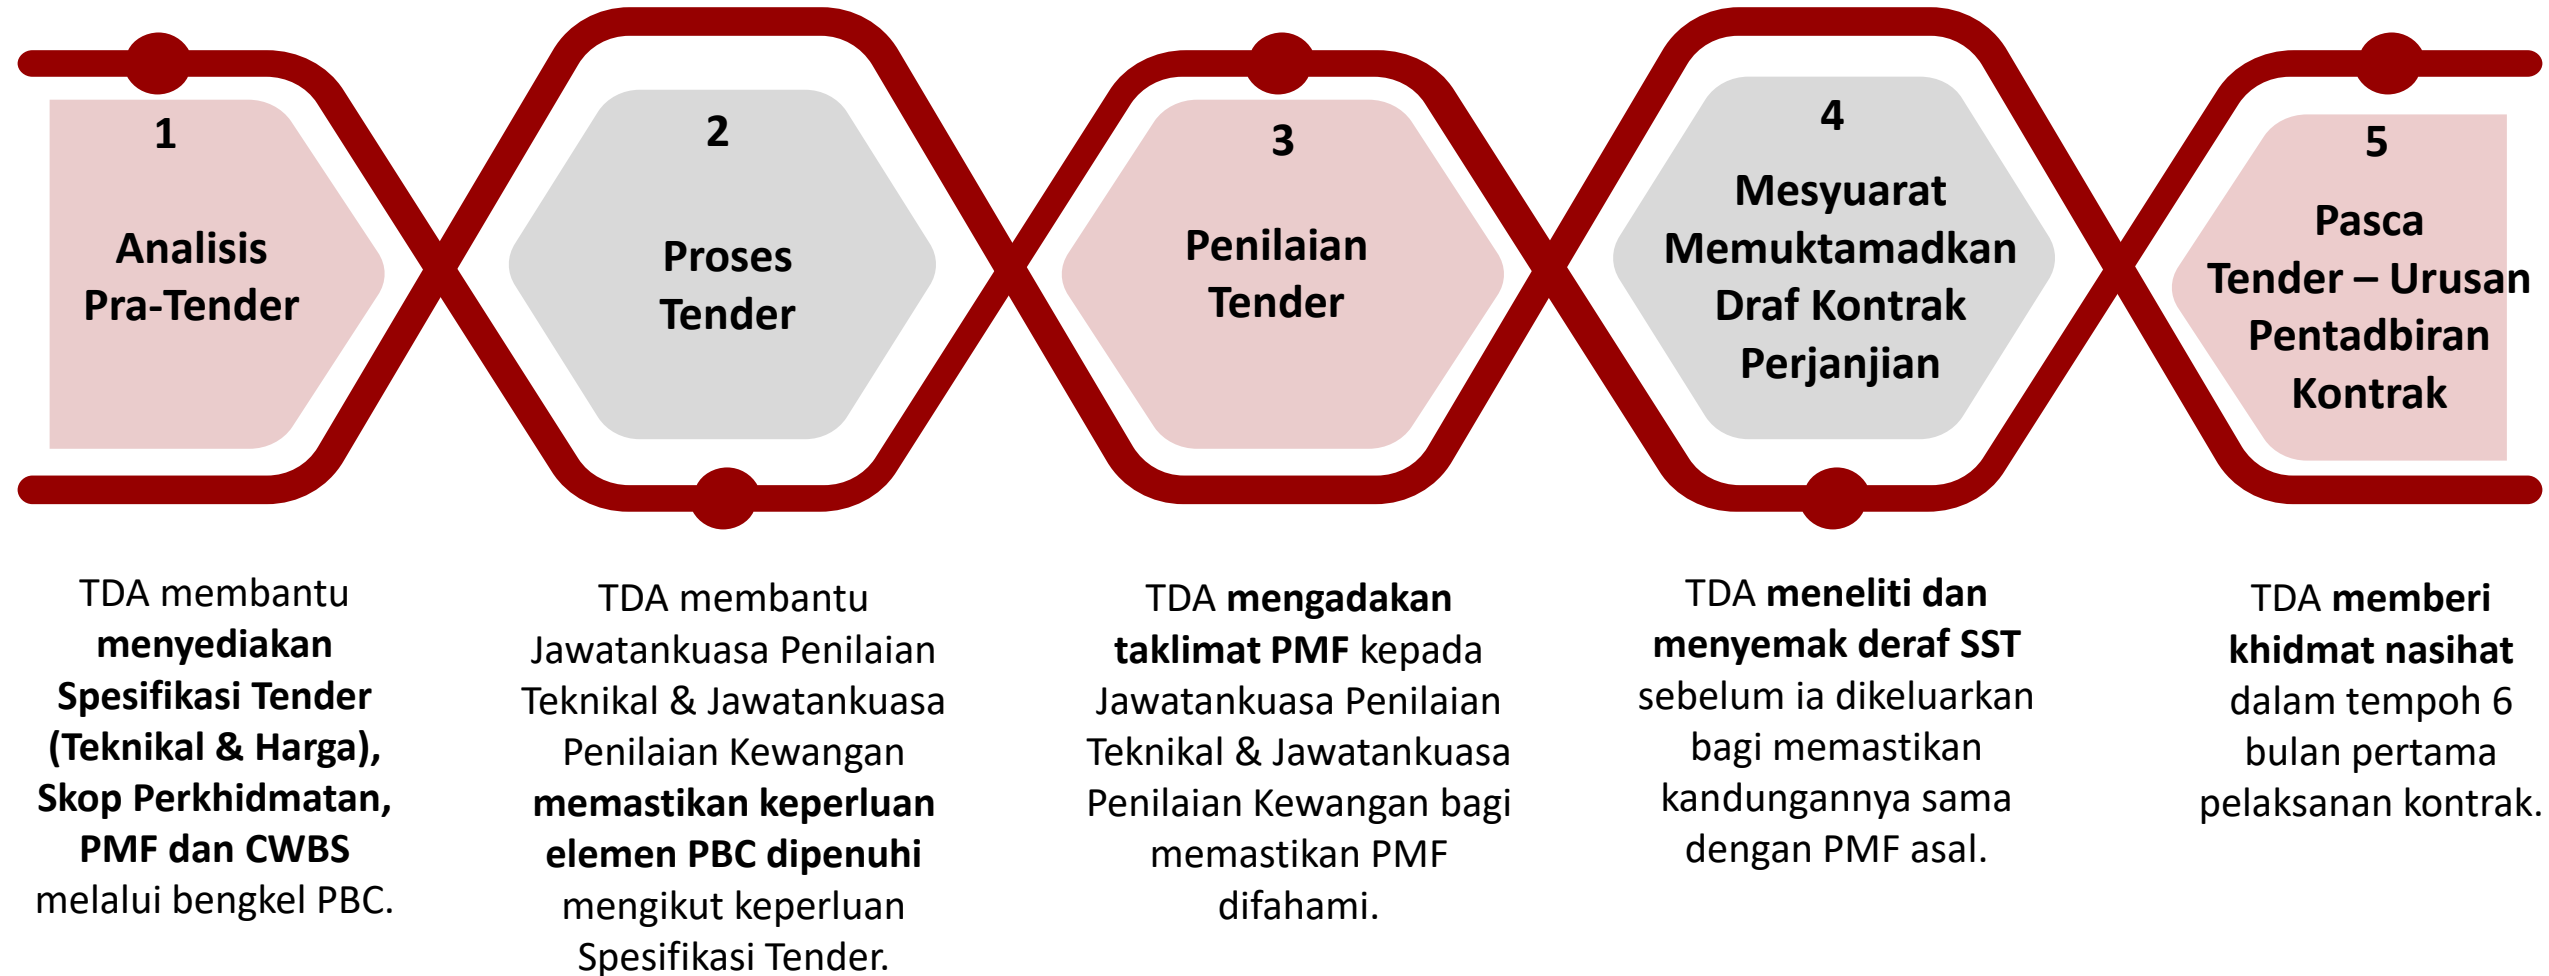 1
Analisis
Pra-Tender
2
Proses
Tender
3
Penilaian
Tender
4
Mesyuarat
Memuktamadkan
Draf Kontrak
Perjanjian
5
Pasca
Tender – Urusan
Pentadbiran
Kontrak
TDA membantu
menyediakan
Spesifikasi Tender
(Teknikal & Harga),
Skop Perkhidmatan,
PMF dan CWBS
melalui bengkel PBC.
TDA membantu
Jawatankuasa Penilaian
Teknikal & Jawatankuasa
Penilaian Kewangan
memastikan keperluan
elemen PBC dipenuhi
mengikut keperluan
Spesifikasi Tender.
TDA mengadakan
taklimat PMF kepada
Jawatankuasa Penilaian
Teknikal & Jawatankuasa
Penilaian Kewangan bagi
memastikan PMF
difahami.
TDA meneliti dan
menyemak deraf SST
sebelum ia dikeluarkan
bagi memastikan
kandungannya sama
dengan PMF asal.
TDA memberi
khidmat nasihat
dalam tempoh 6
bulan pertama
pelaksanan kontrak.